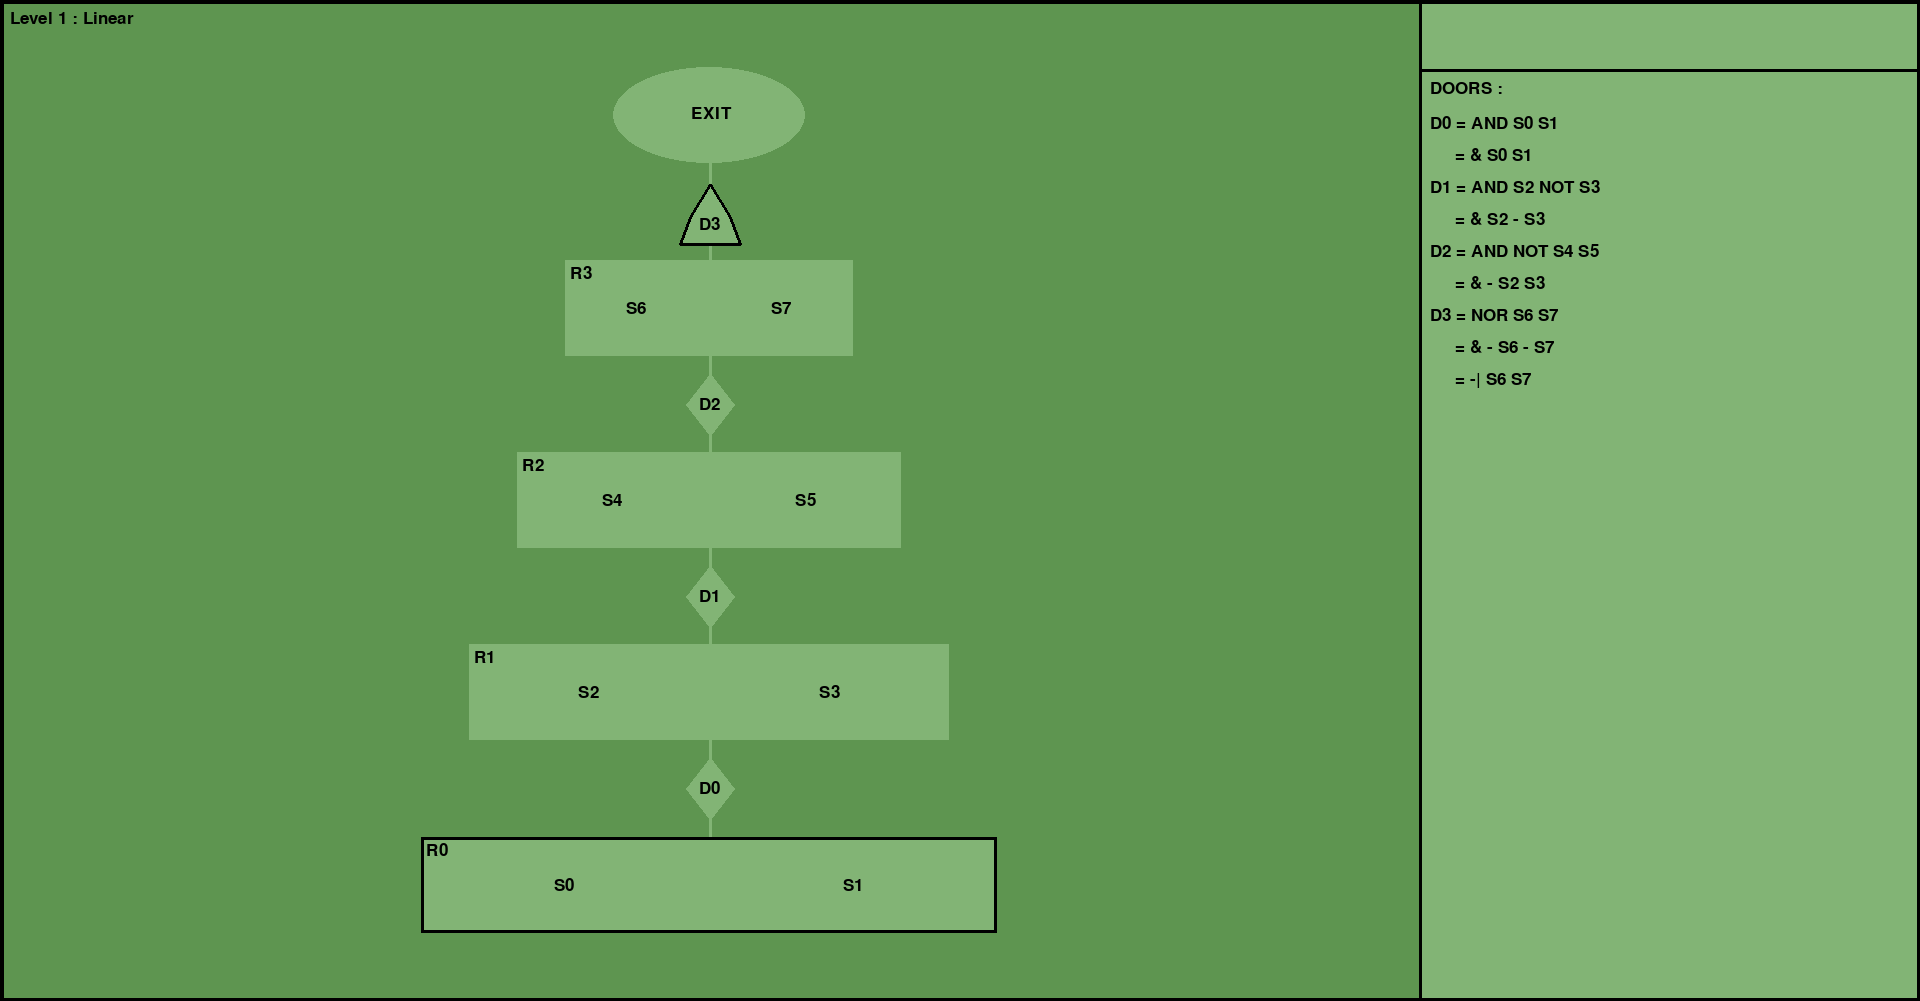 Level 1 : Linear
EXIT
D3
R3
S6 S7
D2
R2
S4 S5
D1
R1
S2 S3
D0
R0
S0 S1
DOORS :
D0 = AND S0 S1
= & S0 S1
D1 = AND S2 NOT S3
= & S2 - S3
D2 = AND NOT S4 S5
= & - S2 S3
D3 = NOR S6 S7
= & - S6 - S7
= -| S6 S7